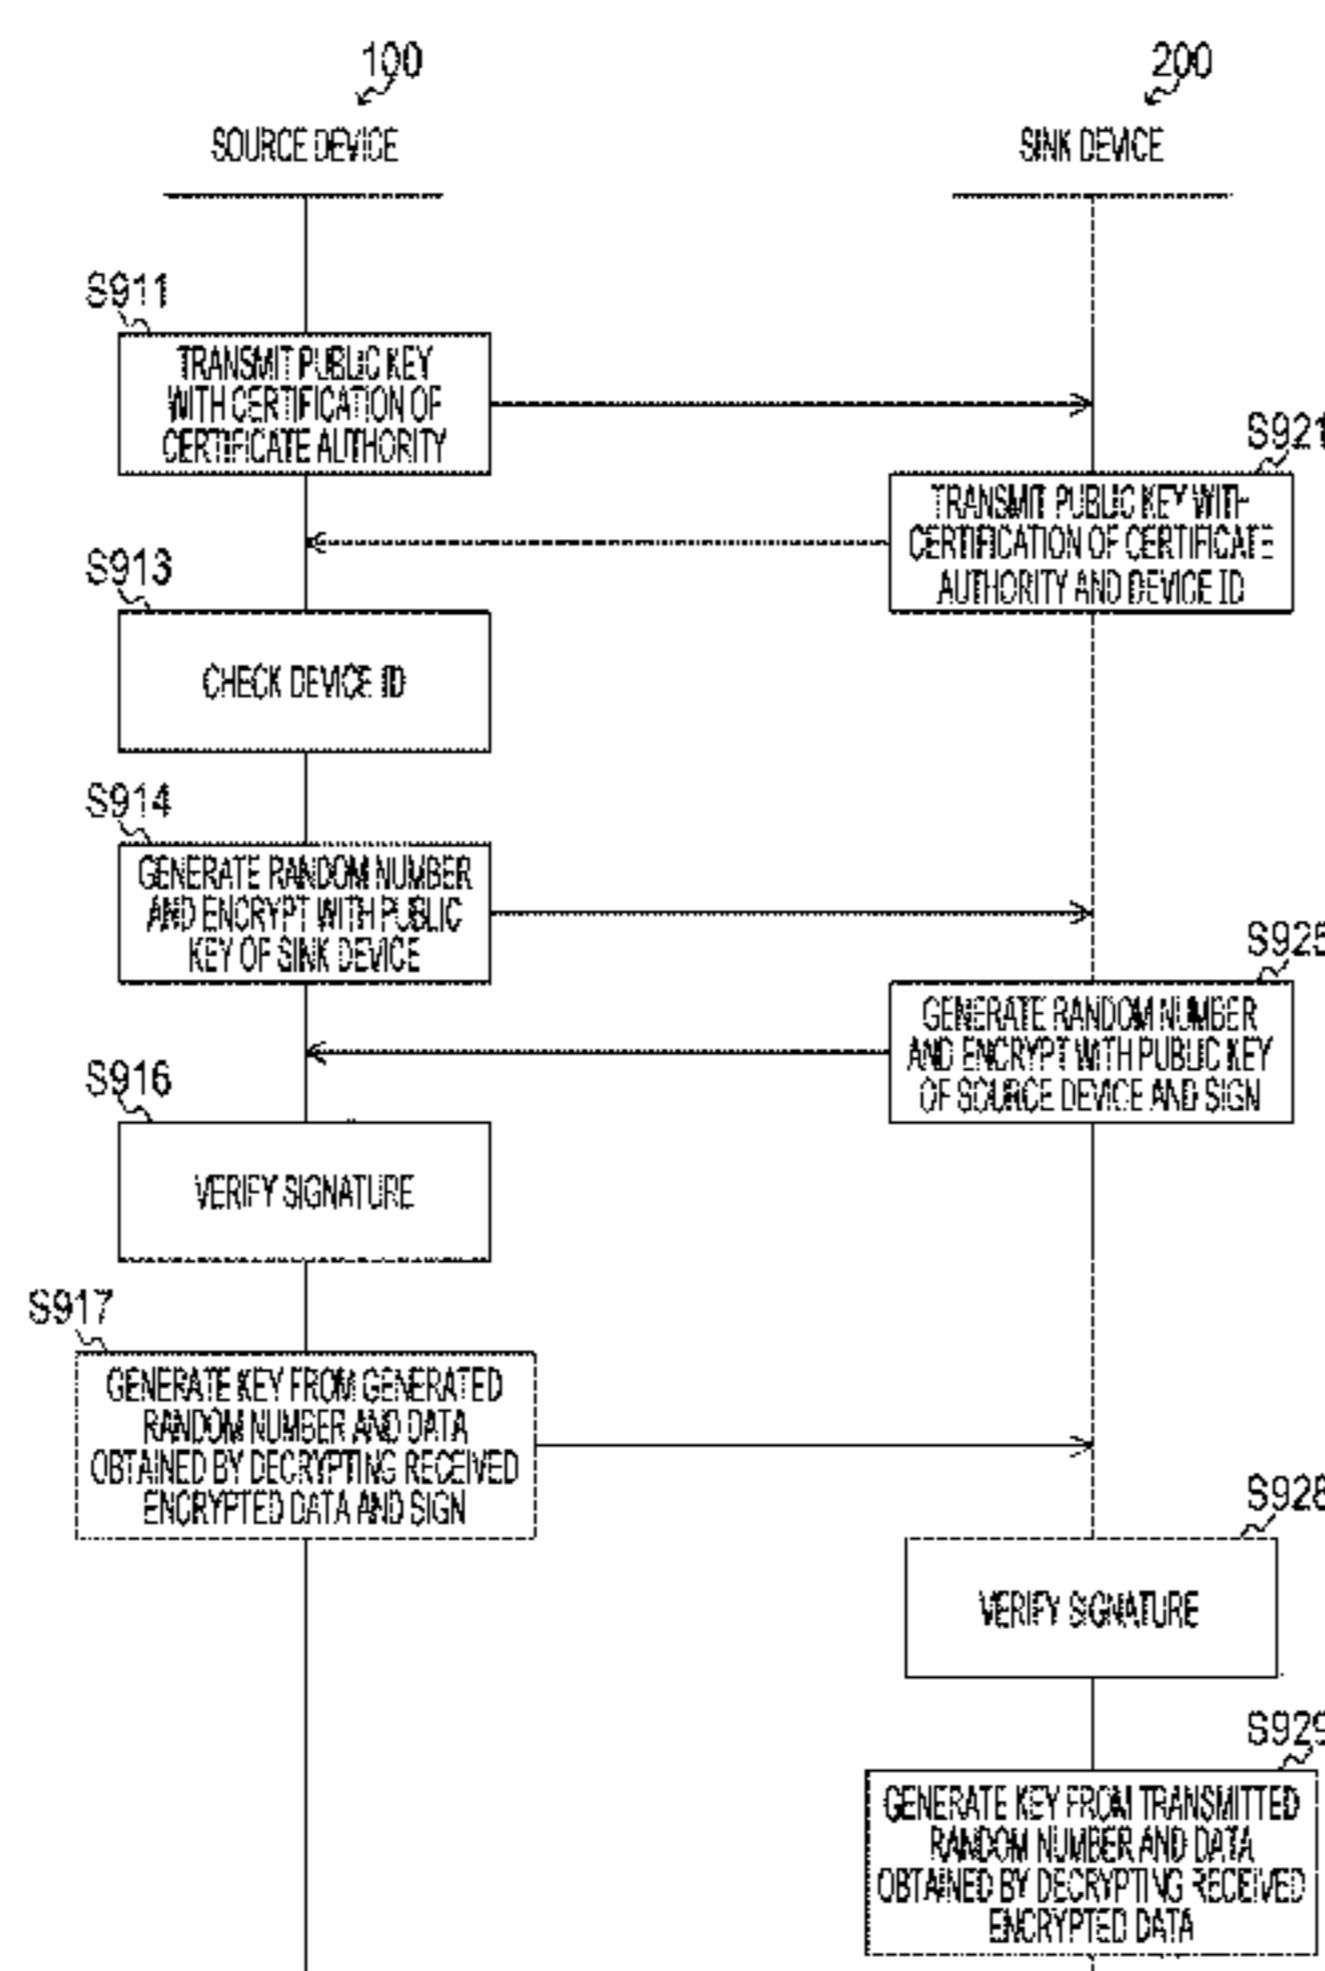 100
200
SOURCE DEVICE
SINK DEVICE
S911
TRANSMIT PUBLIC KEY
WITH CERTIFICATION OF
CERTIFICATE AUTHORITY
S921
TRANSMIT PUBLIC KEY WITH
CERTIFICATION OF CERTIFICATE
AUTHORITY AND DEVICE ID
S913
CHECK DEVICE ID
S914
GENERATE RANDOM NUMBER
AND ENCRYPT WITH PUBLIC
KEY OF SINK DEVICE
S925
GENERATE RANDOM NUMBER
AND ENCRYPT WITH PUBLIC KEY
OF SOURCE DEVICE AND SIGN
S916
VERIFY SIGNATURE
S917
GENERATE KEY FROM GENERATED
RANDOM NUMBER AND DATA
OBTAINED BY DECRYPTING RECEIVED
ENCRYPTED DATA AND SIGN
S928
VERIFY SIGNATURE
S929
GENERATE KEY FROM TRANSMITTED
RANDOM NUMBER AND DATA
OBTAINED BY DECRYPTING RECEIVED
ENCRYPTED DATA